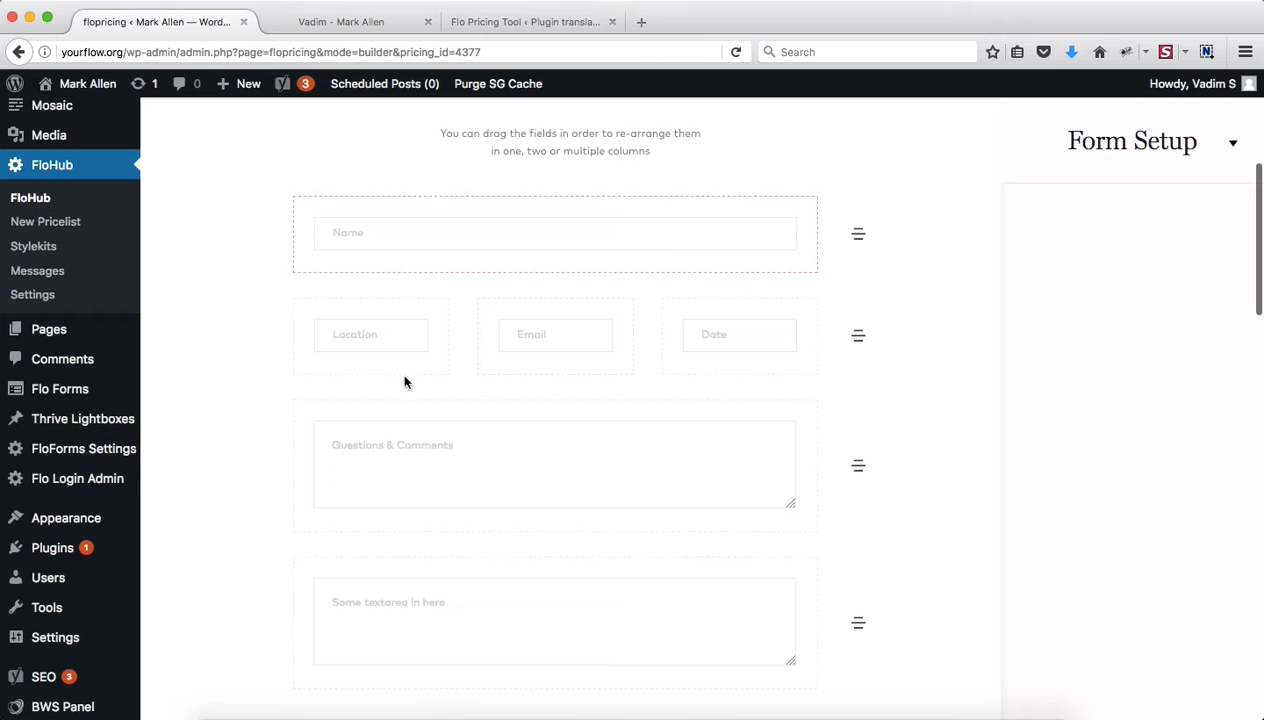 flopricing ‹ Mark Allen — Word...
Vadim - Mark Allen
Flo Pricing Tool ‹ Plugin transla...
yourflow.org/wp-admin/admin.php?page=flopricing&mode=builder&pricing_id=4377
Search
Mark Allen
1
0
New
3
Scheduled Posts (0)
Purge SG Cache
Howdy, Vadim S
Mosaic
Media
FloHub
FloHub
New Pricelist
Stylekits
Messages
Settings
Pages
Comments
Flo Forms
Thrive Lightboxes
FloForms Settings
Flo Login Admin
Appearance
Plugins 1
Users
Tools
Settings
SEO 3
BWS Panel
You can drag the fields in order to re-arrange them
in one, two or multiple columns
Name
Location
Email
Date
Questions & Comments
Some textarea in here
Form Setup